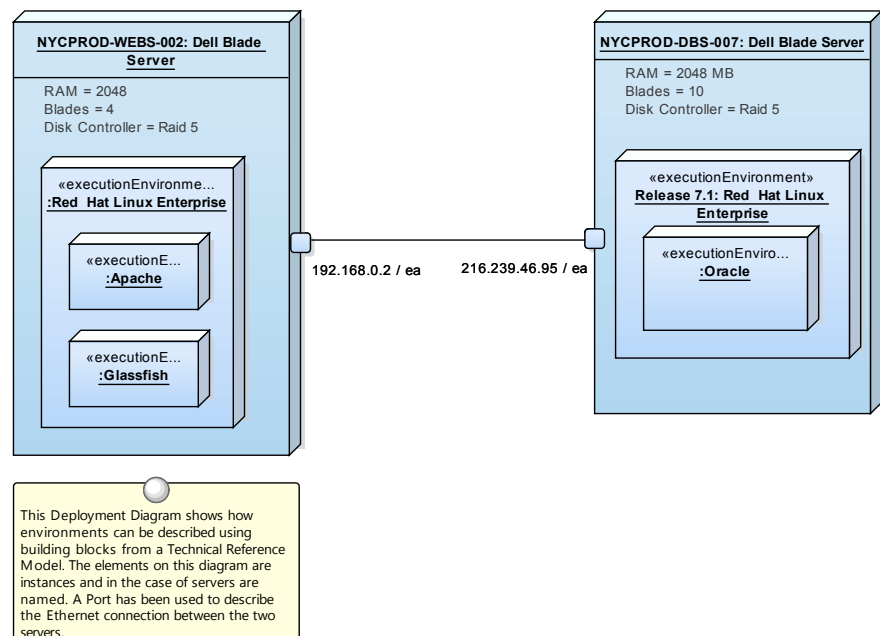 NYCPROD-WEBS-002: Dell Blade
Server
RAM = 2048
Blades = 4
Disk Controller = Raid 5
«executionEnvironme...
:Red Hat Linux Enterprise
«executionE...
:Apache
«executionE...
:Glassfish
192.168.0.2 / ea
216.239.46.95 / ea
NYCPROD-DBS-007: Dell Blade Server
RAM = 2048 MB
Blades = 10
Disk Controller = Raid 5
«executionEnvironment»
Release 7.1: Red Hat Linux
Enterprise
«executionEnviro...
:Oracle
This Deployment Diagram shows how
environments can be described using
building blocks from a Technical Reference
Model. The elements on this diagram are
instances and in the case of servers are
named. A Port has been used to describe
the Ethernet connection between the two
servers.